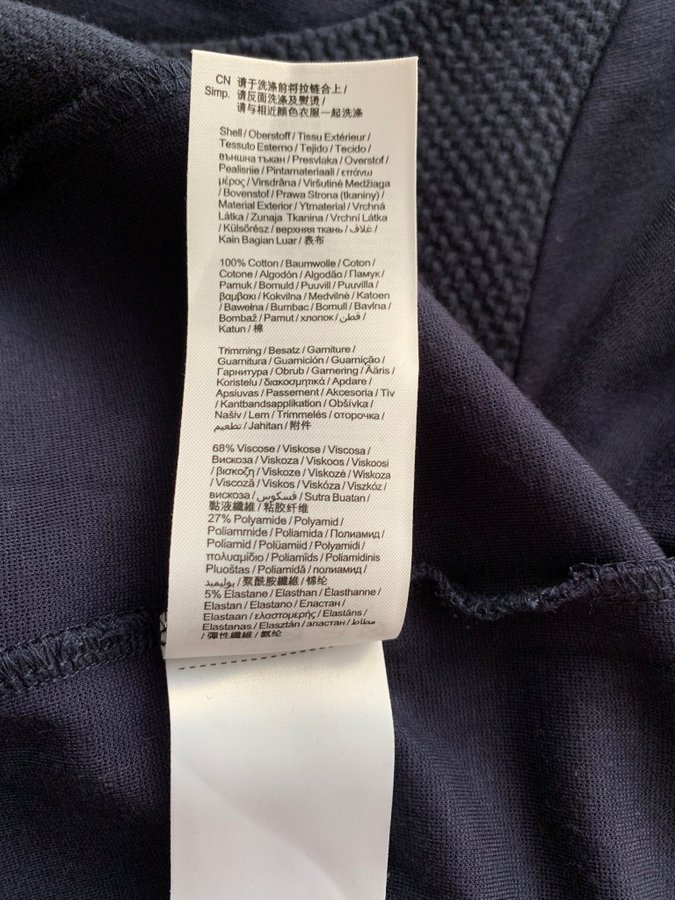 CN 请于洗涤前将拉链合上/
Simp. 请反面洗涤及熨烫/
请与相近颜色衣服一起洗涤
Shell / Oberstoff / Tissu Extérieur /
Tessuto Esterno / Tejido / Tecido /
външна тъкан / Presvlaka / Overstof /
Pealisriie / Pintamateriaali / επάνω
μέρος / Virsdrāna / Viršutinė Medžiaga
/ Bovenstof / Prawa Strona (tkaniny) /
Material Exterior / Ytmaterial / Vrchná
Látka / Zunaja Tkanina / Vrchní Látka
/ Külsőrész / верхняя ткань / غلاف /
Kain Bagian Luar / 表布
100% Cotton / Baumwolle / Coton /
Cotone / Algodón / Algodão / Памук /
Pamuk / Bomuld / Puuvill / Puuvilla /
βαμβακι / Kokvilna / Medvilnė / Katoen
/ Bawełna / Bumbac / Bomull / Bavlna /
Bombaž / Pamut / хлопок / قطن /
Katun / 棉
Trimming / Besatz / Garniture /
Guarnitura / Guarnición / Guarnição /
Гарнитура / Obrub / Garnering / Ääris /
Koristelu / διακοσμητικά / Apdare /
Apsiuvas / Passement / Akcesoria / Tiv
/ Kantbandsapplikation / Obšívka /
Našiv / Lem / Trimmelés / оторочка /
تطعيم / Jahitan / 附件
68% Viscose / Viskose / Viscosa /
Вискоза / Viskoza / Viskoos / Viskoosi
/ βισκοζη / Viskoze / Viskozė / Wiskoza
/ Viscoză / Viskos / Viskóza / Viszkóz /
вискоза / فسكوس / Sutra Buatan /
黏液纖維 / 粘胶纤维
27% Polyamide / Polyamid /
Poliammide / Poliamida / Полиамид /
Poliamid / Polüamiid / Polyamidi /
πολυαμίδιο / Poliamīds / Poliamidinis
Pluoštas / Poliamidă / полиамид /
بوليميد / 聚酰胺纖維 / 锦纶
5% Elastane / Elasthan / Élasthanne /
Elastan / Elastano / Еластан /
Elastaan / ελαστομερής / Elastāns /
Elastanas / Elasztán / эластан / مطاط
/ 彈性纖維 / 氨纶